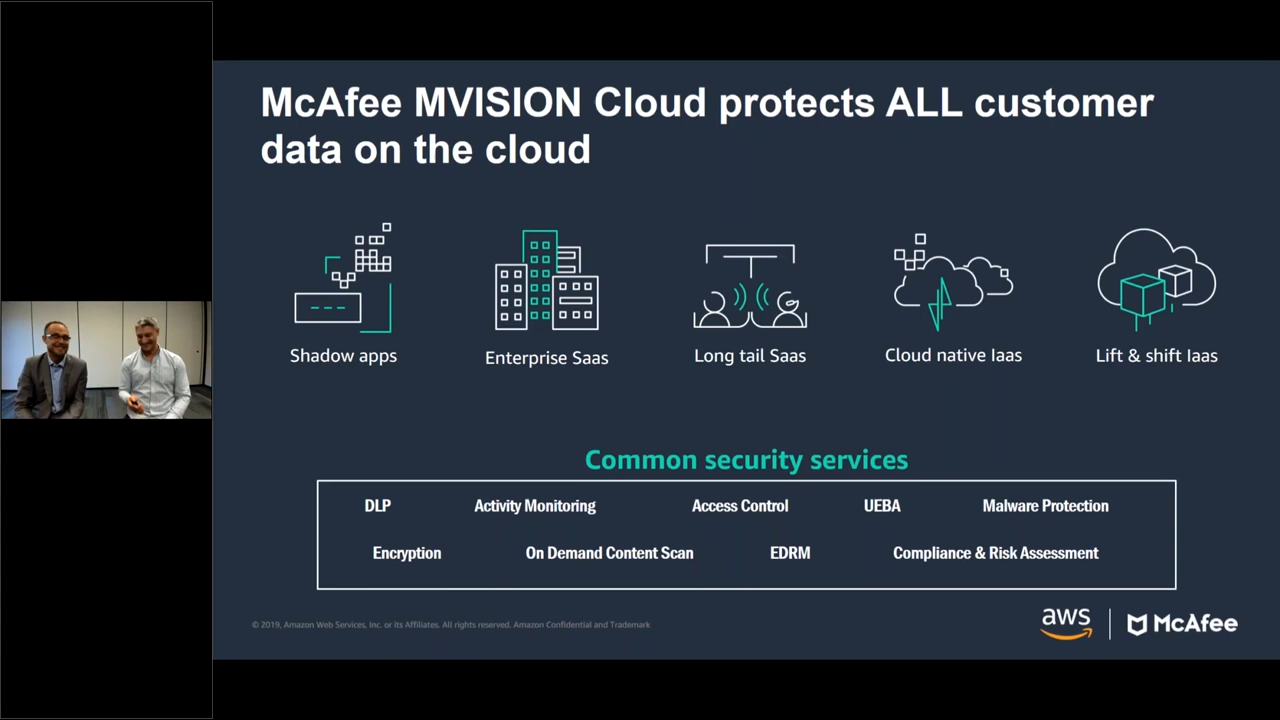 McAfee MVISION Cloud protects ALL customer
data on the cloud
Shadow apps
Enterprise Saas
Long tail Saas
Cloud native Iaas
Lift & shift Iaas
Common security services
DLP Activity Monitoring Access Control UEBA Malware Protection
Encryption On Demand Content Scan EDRM Compliance & Risk Assessment
© 2019, Amazon Web Services, Inc. or its Affiliates. All rights reserved. Amazon Confidential and Trademark
aws McAfee